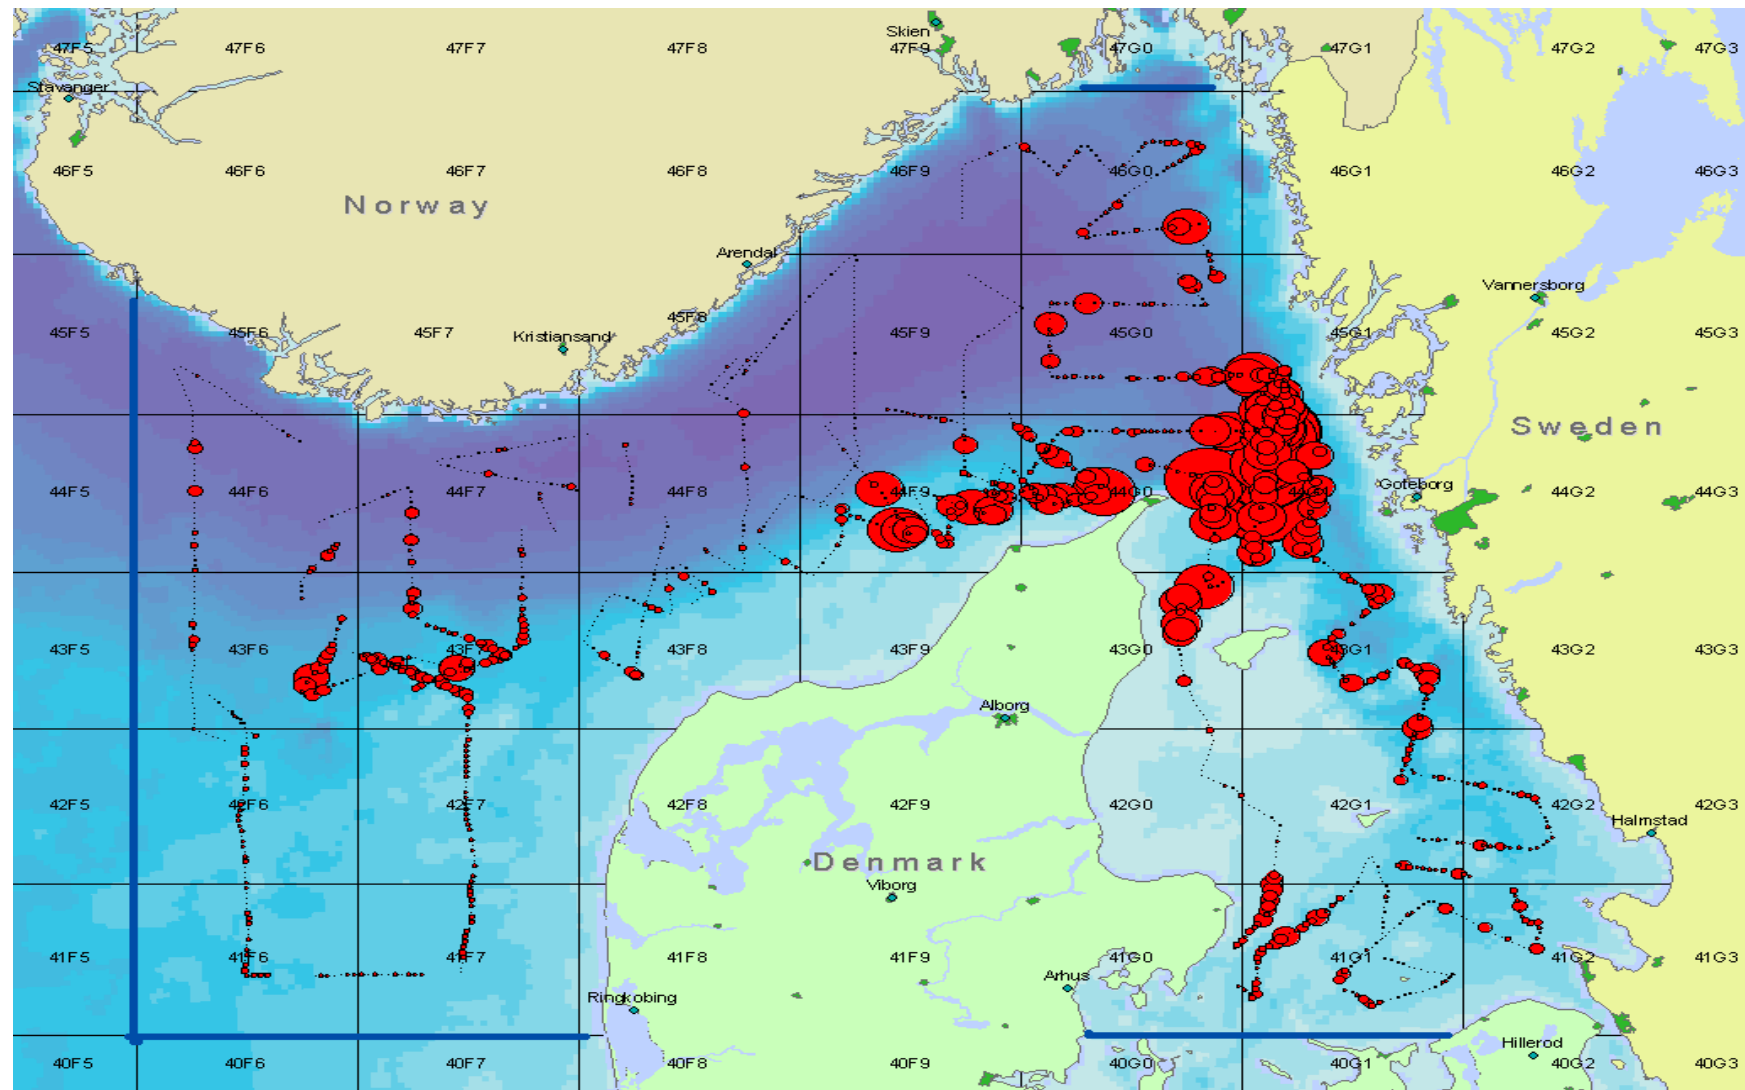 Skien
47F5 47F6 47F7 47F8 47F9 47G0 47G1 47G2 47G3
Stavanger
46F5 46F6 46F7 46F8 46F9 46G0 46G1 46G2 46G3
Norway
Arendal
Vannersborg
45F5 45F6 45F7 45F8 45F9 45G0 45G1 45G2 45G3
Kristiansand
Sweden
Goteborg
44F5 44F6 44F7 44F8 44F9 44G0 44G1 44G2 44G3
43F5 43F6 43F7 43F8 43F9 43G0 43G1 43G2 43G3
Alborg
42F5 42F6 42F7 42F8 42F9 42G0 42G1 42G2 42G3
Halmstad
Denmark
Viborg
41F5 41F6 41F7 41F8 41F9 41G0 41G1 41G2 41G3
Arhus
Ringkobing
Hillerod
40F5 40F6 40F7 40F8 40F9 40G0 40G1 40G2 40G3